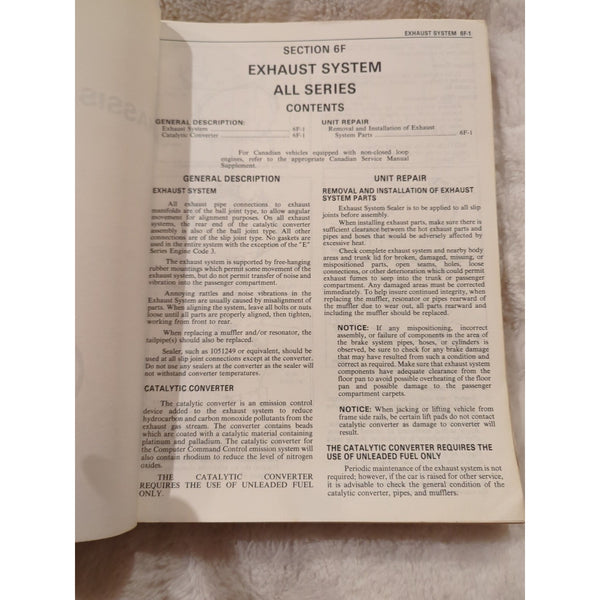 EXHAUST SYSTEM 6F-1
SECTION 6F
EXHAUST SYSTEM
ALL SERIES
CONTENTS
GENERAL DESCRIPTION:
Exhaust System 6F-1
Catalytic Converter 6F-1
UNIT REPAIR
Removal and Installation of Exhaust
System Parts 6F-1
For Canadian vehicles equipped with non-closed loop
engines, refer to the appropriate Canadian Service Manual
Supplement.
GENERAL DESCRIPTION
EXHAUST SYSTEM
All exhaust pipe connections to exhaust
manifolds are of the ball joint type, to allow angular
movement for alignment purposes. On all exhaust
systems, the rear end of the catalytic converter
assembly is also of the ball joint type. All other
connections are of the slip joint type. No gaskets are
used in the entire system with the exception of the "E"
Series Engine Code 3.
The exhaust system is supported by free-hanging
rubber mountings which permit some movement of the
exhaust system, but do not permit transfer of noise and
vibration into the passenger compartment.
Annoying rattles and noise vibrations in the
Exhaust System are usually caused by misalignment of
parts. When aligning the system, leave all bolts or nuts
loose until all parts are properly aligned, then tighten,
working from front to rear.
When replacing a muffler and/or resonator, the
tailpipe(s) should also be replaced.
Sealer, such as 1051249 or equivalent, should be
used at all slip joint connections except at the converter.
Do not use any sealers at the converter as the sealer will
not withstand converter temperatures.
CATALYTIC CONVERTER
The catalytic converter is an emission control
device added to the exhaust system to reduce
hydrocarbon and carbon monoxide pollutants from the
exhaust gas stream. The converter contains beads
which are coated with a catalytic material containing
platinum and palladium. The catalytic converter for
the Computer Command Control emission system will
also contain rhodium to reduce the level of nitrogen
oxides.
THE CATALYTIC CONVERTER
REQUIRES THE USE OF UNLEADED FUEL
ONLY.
UNIT REPAIR
REMOVAL AND INSTALLATION OF EXHAUST
SYSTEM PARTS
Exhaust System Sealer is to be applied to all slip
joints before assembly.
When installing exhaust parts, make sure there is
sufficient clearance between the hot exhaust parts and
pipes and hoses that would be adversely affected by
excessive heat.
Check complete exhaust system and nearby body
areas and trunk lid for broken, damaged, missing, or
mispositioned parts, open seams, holes, loose
connections, or other deterioration which could permit
exhaust fumes to seep into the trunk or passenger
compartment. Any damaged areas must be corrected
immediately. To help insure continued integrity, when
replacing the muffler, resonator or pipes rearward of
the muffler due to wear out, all parts rearward and
including the muffler should be replaced.
NOTICE: If any mispositioning, incorrect
assembly, or failure of components in the area of
the brake system pipes, hoses, or cylinders is
observed, be sure to check for any brake damage
that may have resulted from such a condition and
correct as required. Make sure that exhaust system
components have adequate clearance from the
floor pan to avoid possible overheating of the floor
pan and possible damage to the passenger
compartment carpets.
NOTICE: When jacking or lifting vehicle from
frame side rails, be certain lift pads do not contact
catalytic converter as damage to converter will
result.
THE CATALYTIC CONVERTER REQUIRES THE
USE OF UNLEADED FUEL ONLY
Periodic maintenance of the exhaust system is not
required; however, if the car is raised for other service,
it is advisable to check the general condition of the
catalytic converter, pipes, and mufflers.